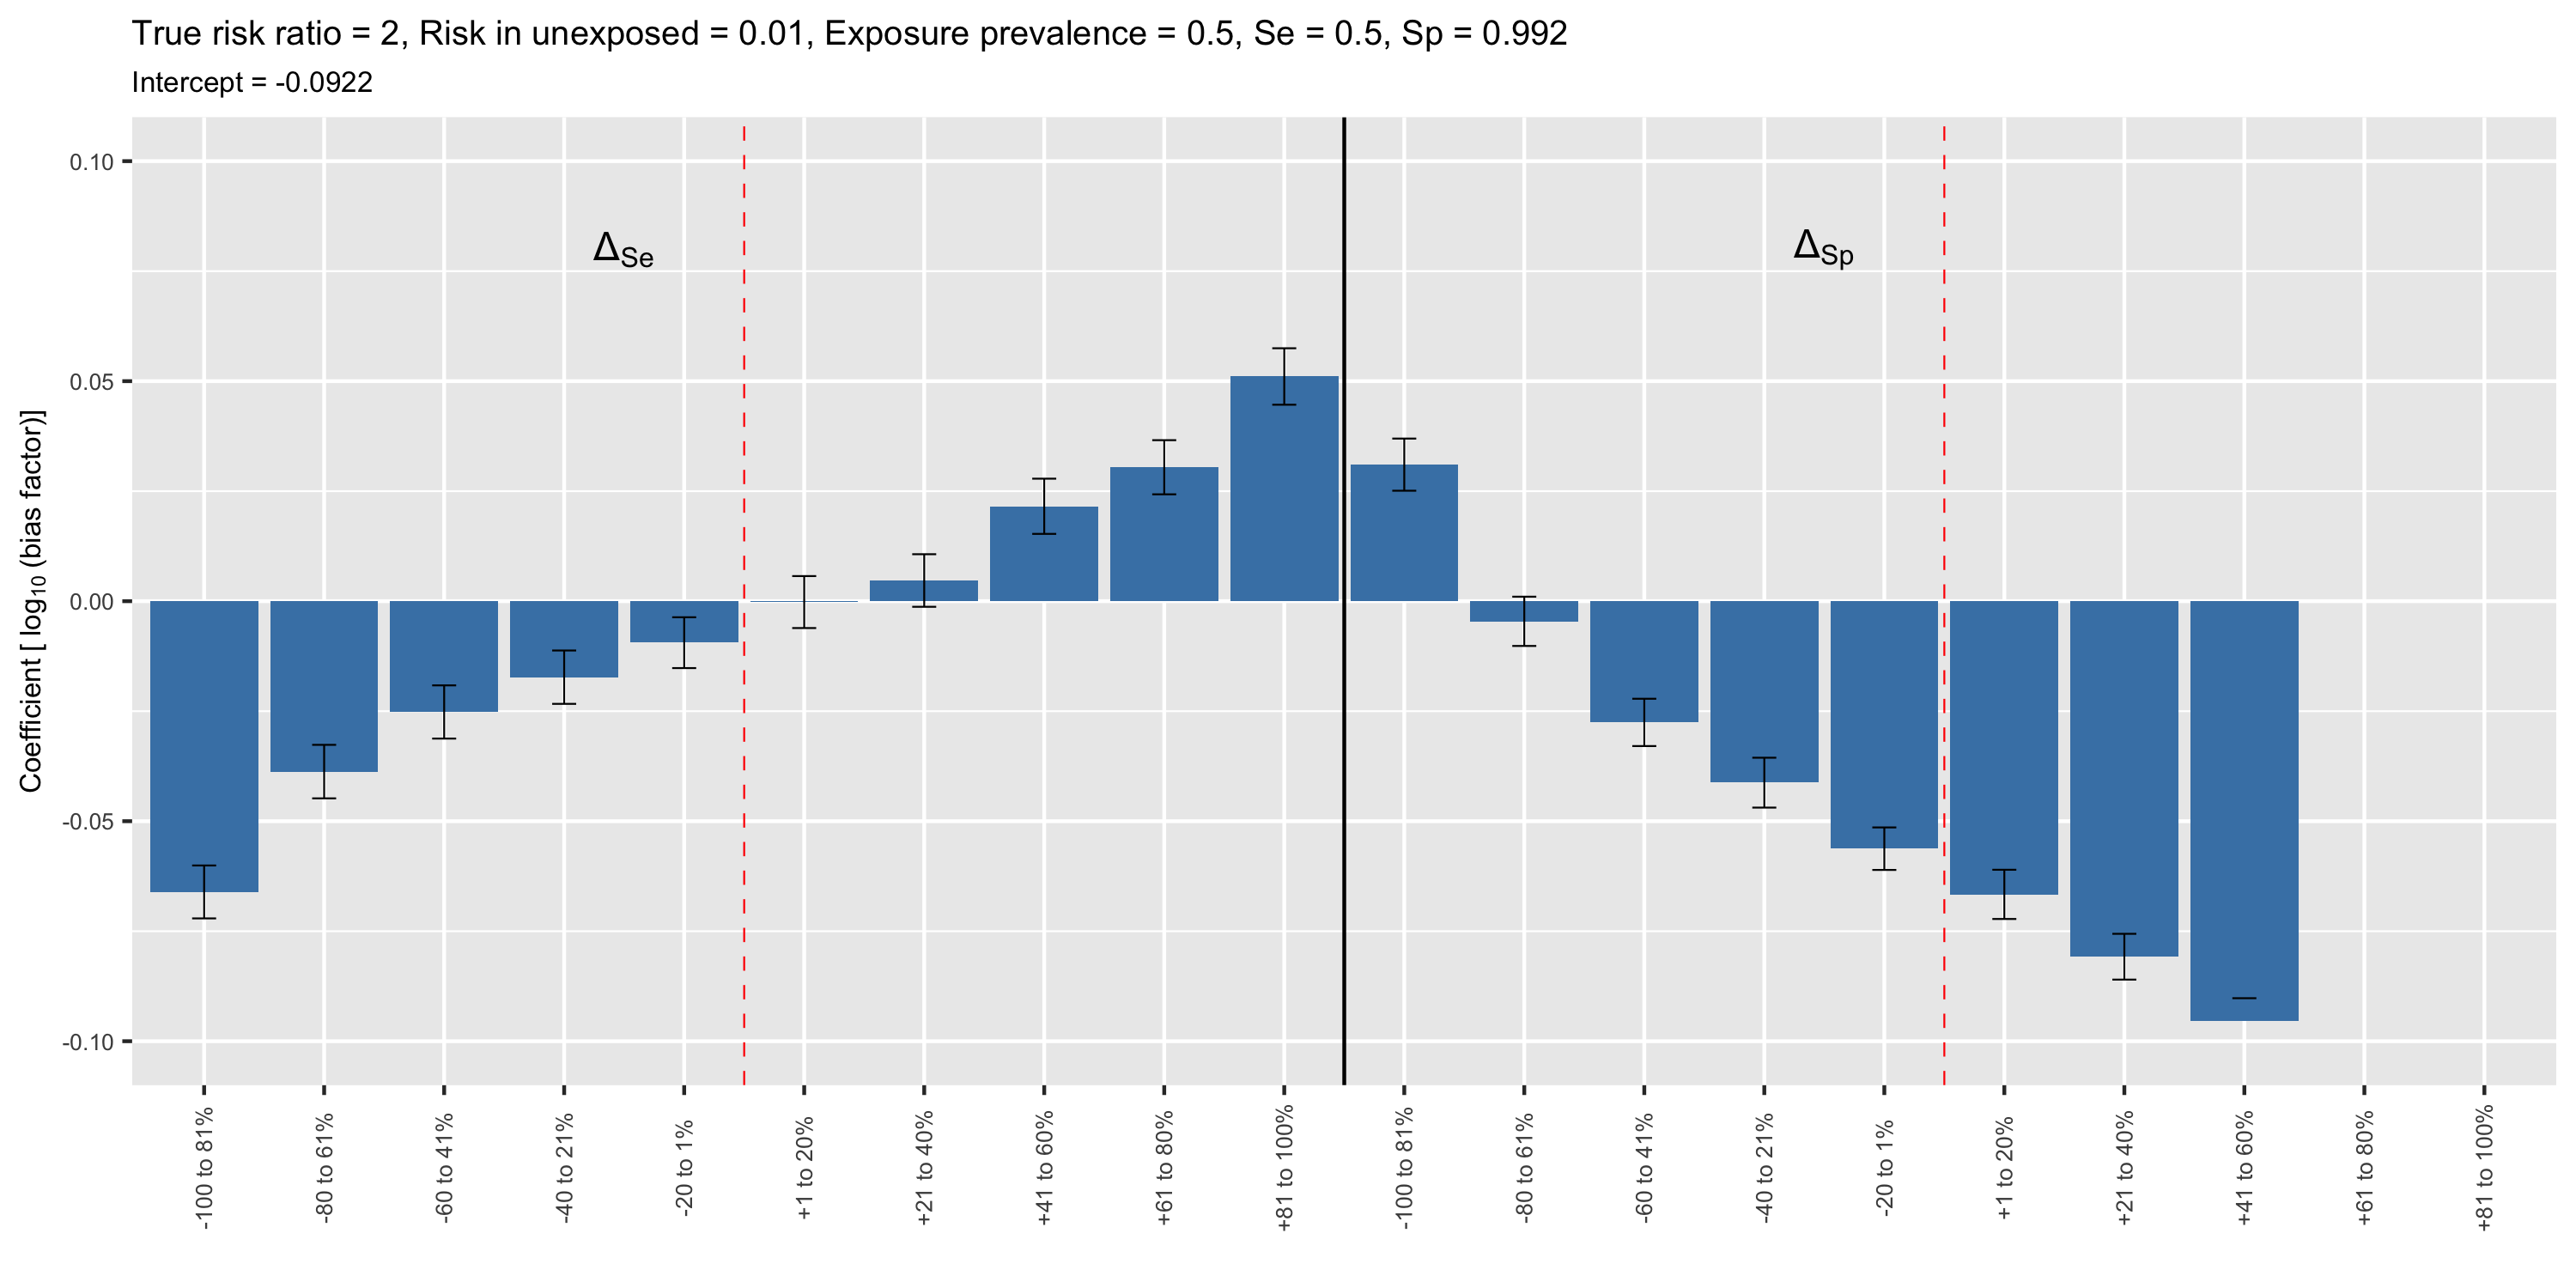 True risk ratio = 2, Risk in unexposed = 0.01, Exposure prevalence = 0.5, Se = 0.5, Sp = 0.992
Intercept = -0.0922
Coefficient [ log₁₀ (bias factor)]
0.10
0.05
0.00
-0.05
-0.10
Δ_Se
Δ_Sp
-100 to 81%
-80 to 61%
-60 to 41%
-40 to 21%
-20 to 1%
+1 to 20%
+21 to 40%
+41 to 60%
+61 to 80%
+81 to 100%
-100 to 81%
-80 to 61%
-60 to 41%
-40 to 21%
-20 to 1%
+1 to 20%
+21 to 40%
+41 to 60%
+61 to 80%
+81 to 100%